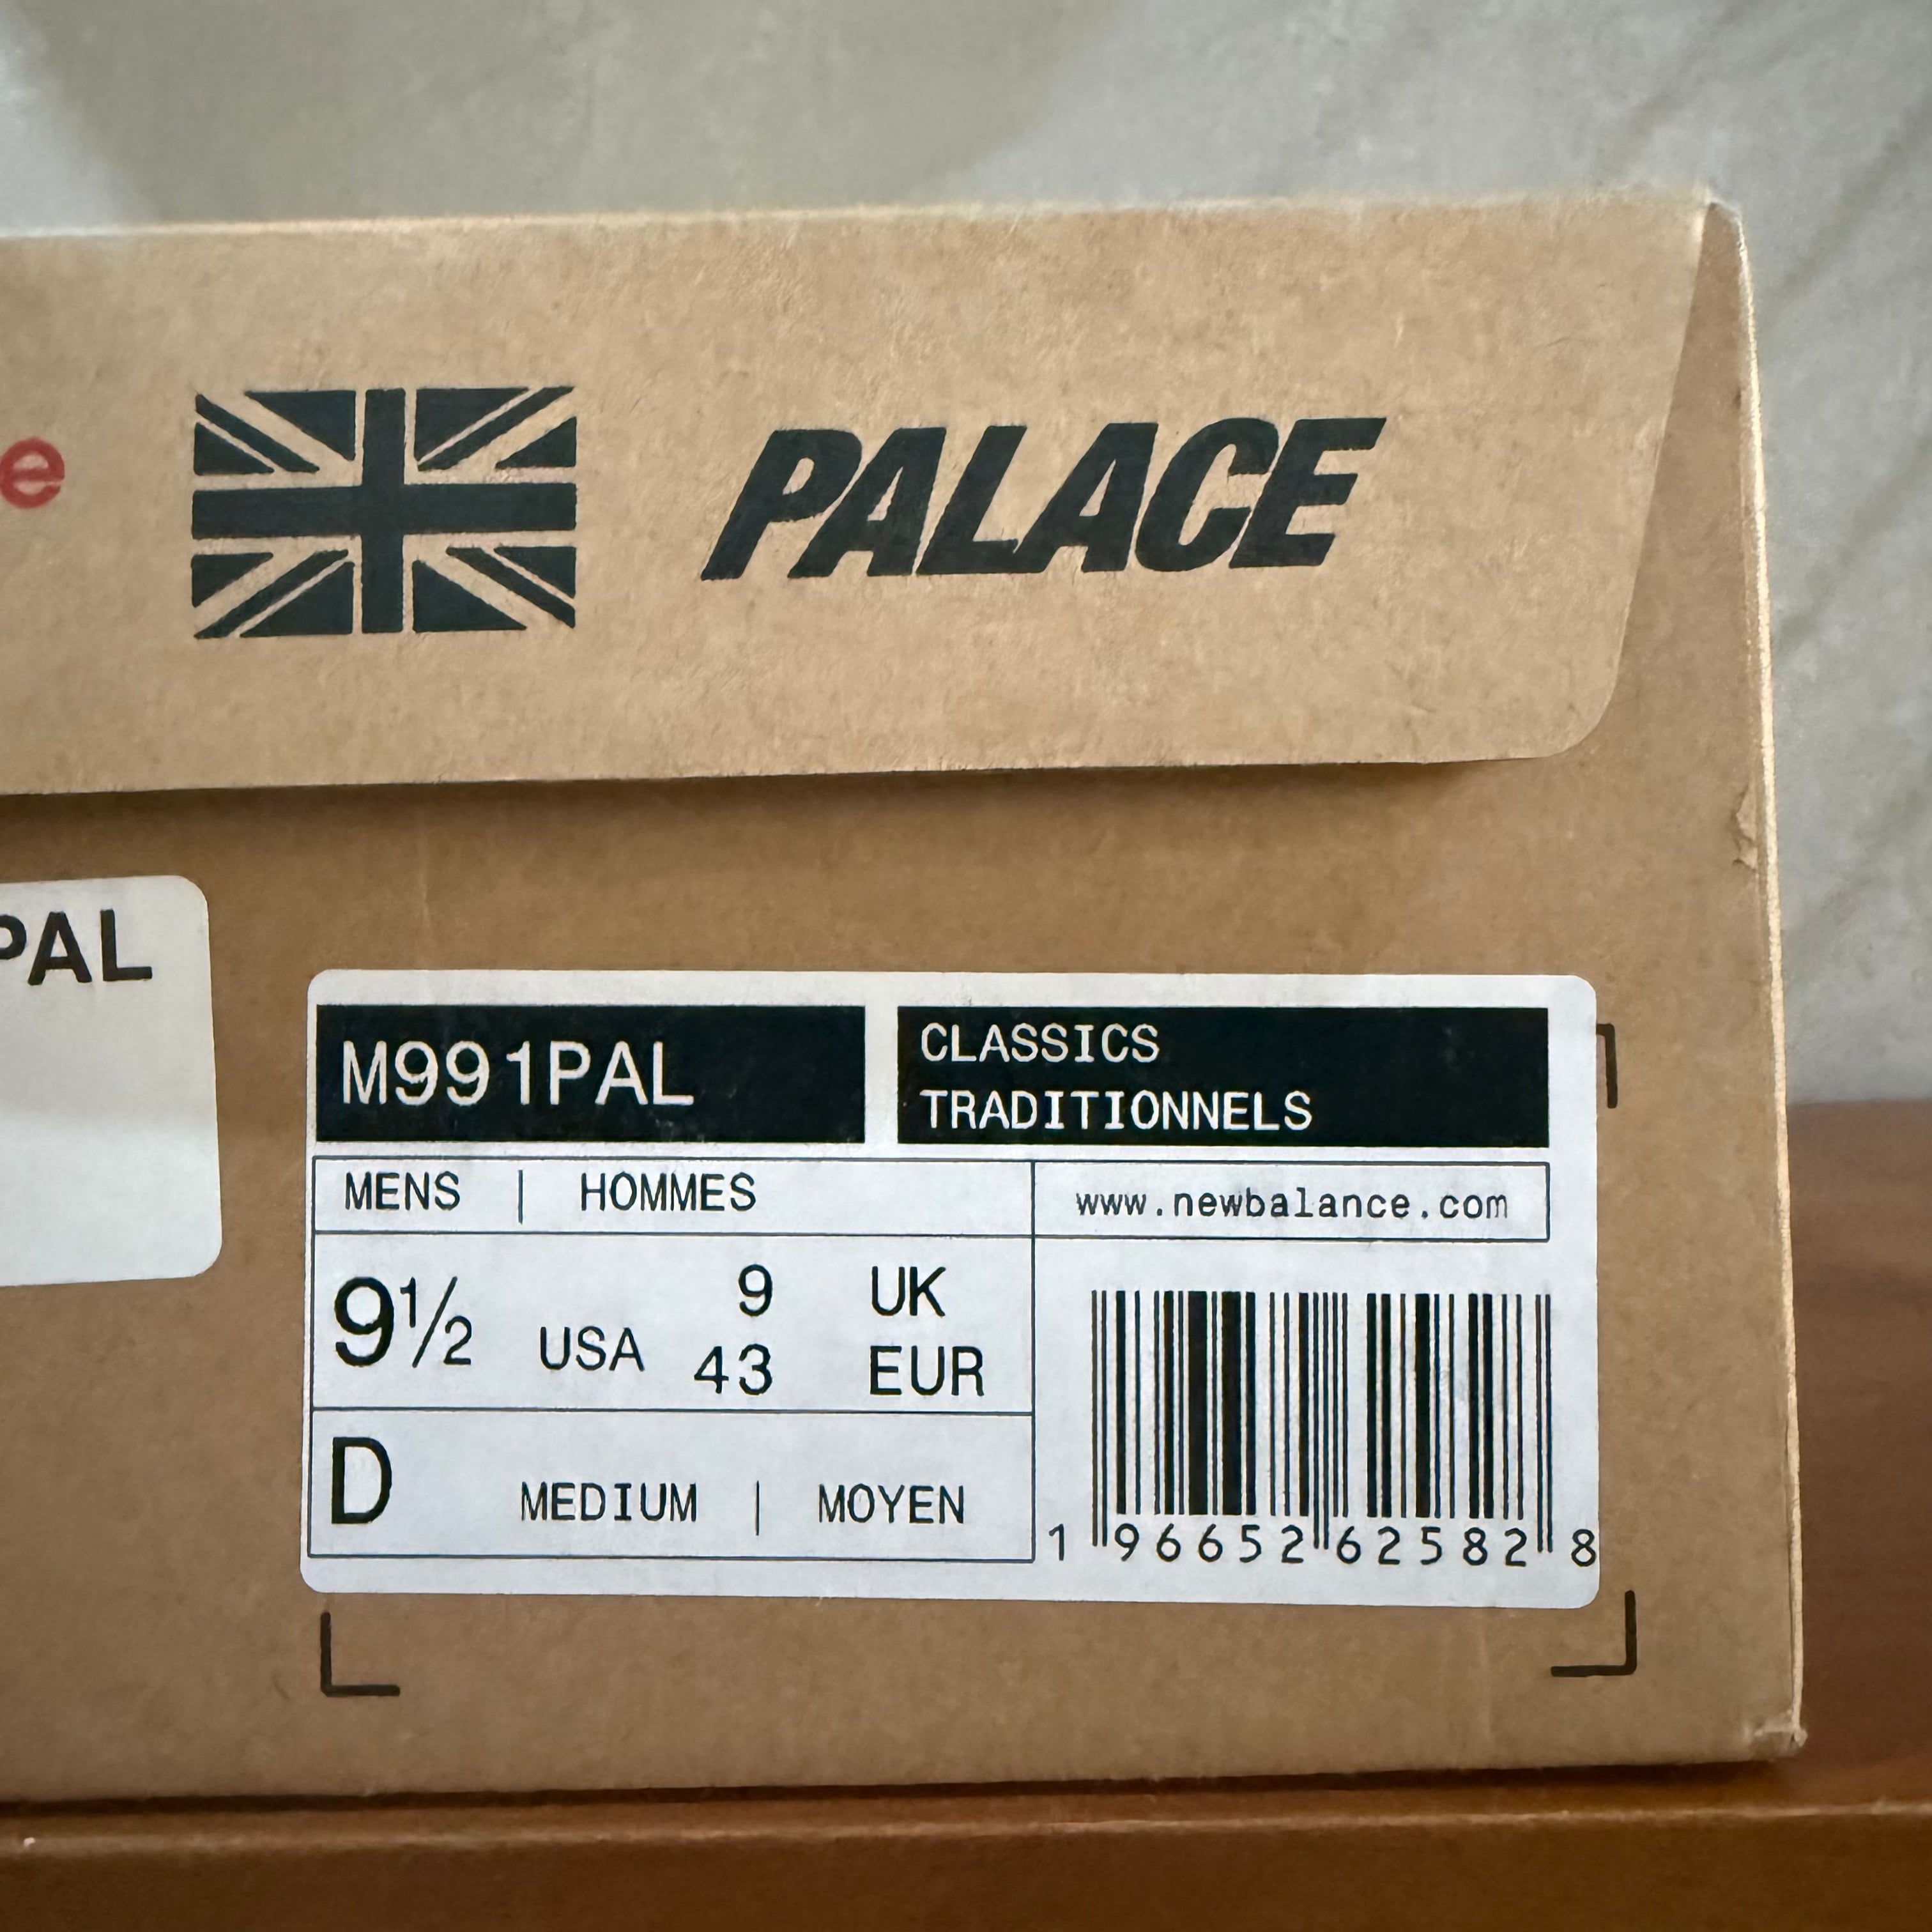 e
PALACE
PAL
M991PAL
CLASSICS
TRADITIONNELS
MENS | HOMMES
www.newbalance.com
9½ USA 9 UK
43 EUR
D MEDIUM | MOYEN
1 96652 62582 8